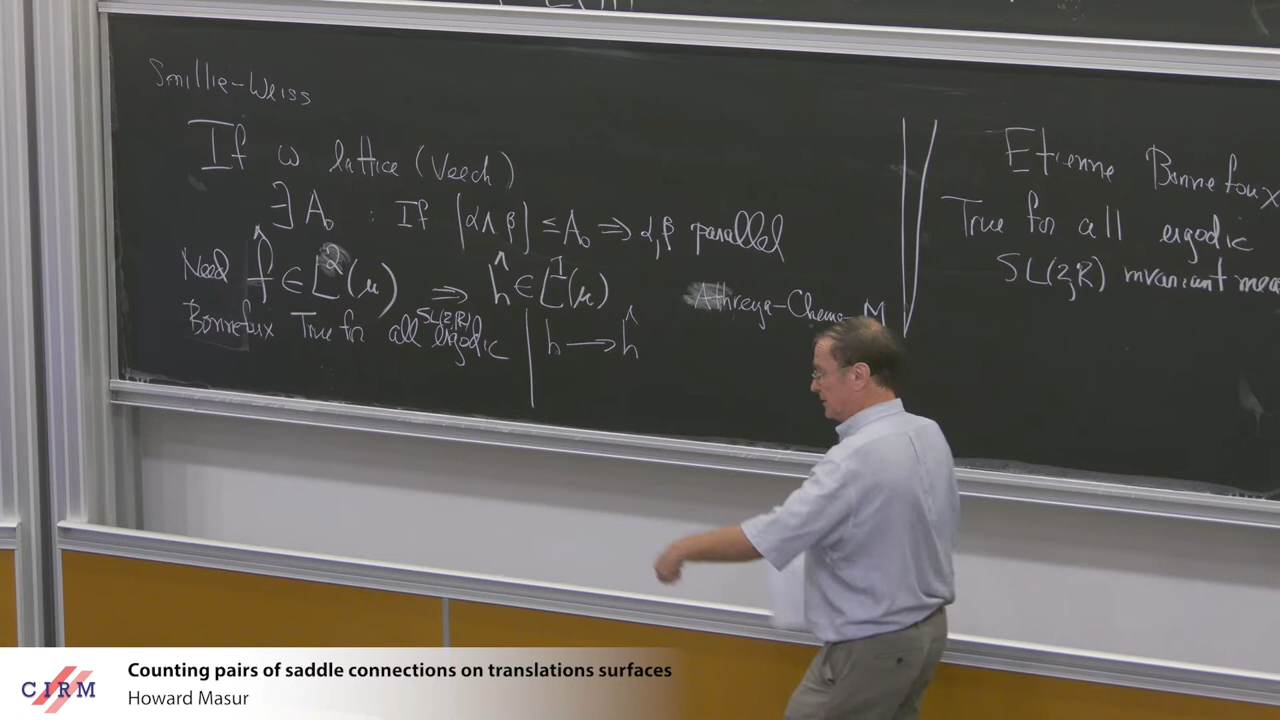 Smillie-Weiss
If ω lattice (Veech)
∃ A₀ : If |α∧β| ≤ A₀ ⇒ α,β parallel
Need f̂ ∈ L²(μ) ⇒ ĥ ∈ L¹(μ)
Athreya-Cheung-M
Bonnefux True for all SL(2,R) ergodic | h → ĥ
Etienne Bonnefoux
True for all ergodic
SL(2,R) invariant mea
CIRM
Counting pairs of saddle connections on translations surfaces
Howard Masur